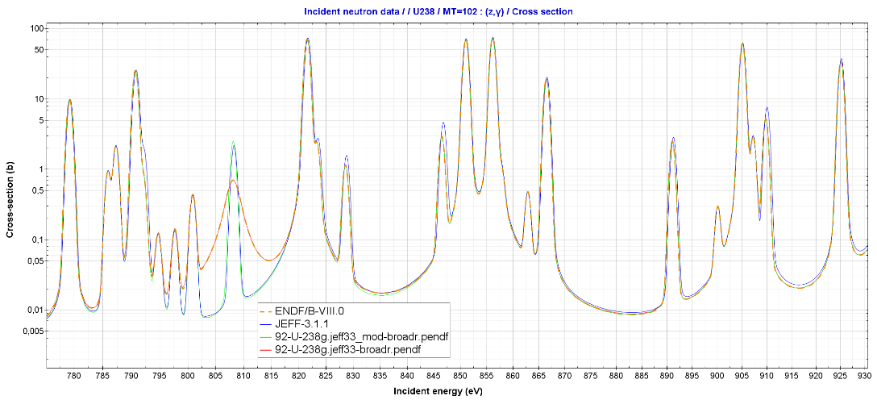 Incident neutron data / / U238 / MT=102 : (z,γ) / Cross section
100
50
10
5
1
0,5
0,1
0,05
0,01
0,005
Cross-section (b)
ENDF/B-VIII.0
JEFF-3.1.1
92-U-238g.jeff33_mod-broadr.pendf
92-U-238g.jeff33-broadr.pendf
780 785 790 795 800 805 810 815 820 825 830 835 840 845 850 855 860 865 870 875 880 885 890 895 900 905 910 915 920 925 930
Incident energy (eV)